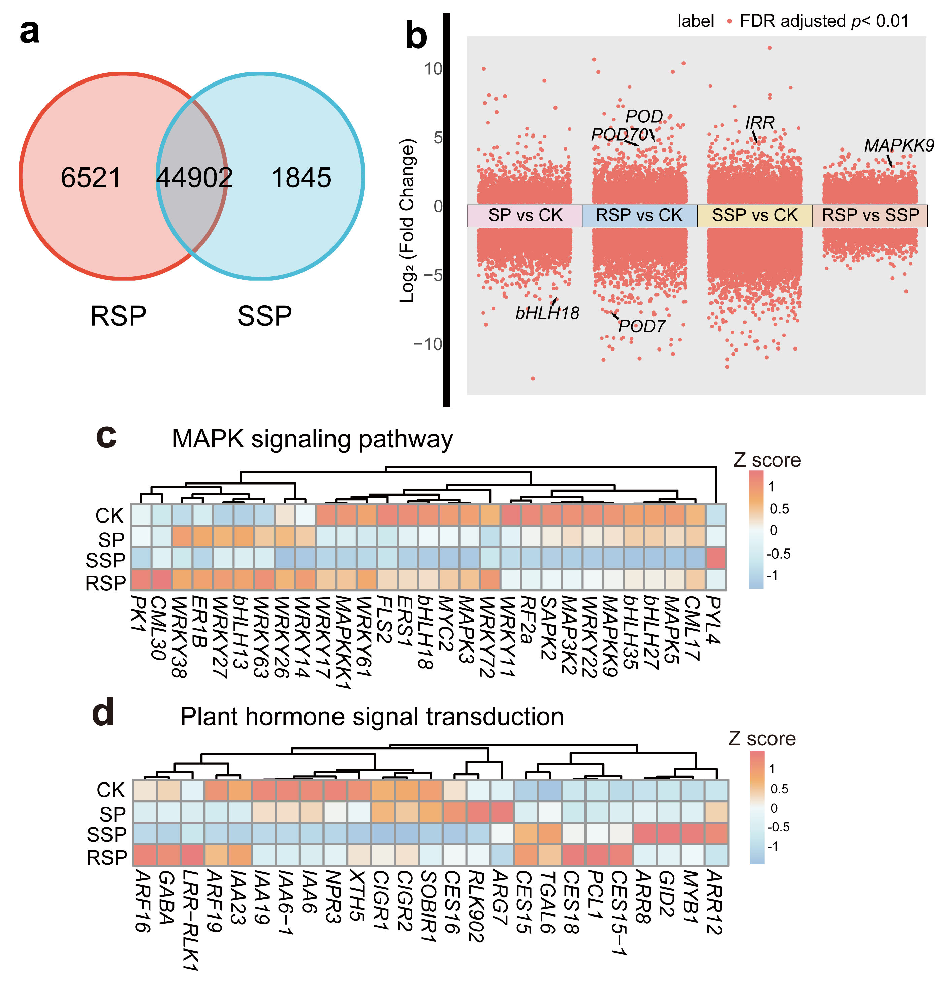 a
6521
44902
1845
RSP
SSP
b
label
FDR adjusted p< 0.01
Log₂ (Fold Change)
10
5
0
−5
−10
POD
POD70
IRR
MAPKK9
SP vs CK
RSP vs CK
SSP vs CK
RSP vs SSP
bHLH18
POD7
c
MAPK signaling pathway
Z score
1
0.5
0
-0.5
-1
CK
SP
SSP
RSP
PK1
CML30
WRKY38
ER1B
WRKY27
bHLH13
WRKY63
WRKY26
WRKY14
WRKY17
MAPKKK1
WRKY61
FLS2
ERS1
bHLH18
MYC2
MAPK3
WRKY72
WRKY11
RF2a
SAPK2
MAP3K2
WRKY22
MAPKK9
bHLH35
bHLH27
MAPK5
CML17
PYL4
d
Plant hormone signal transduction
Z score
1
0.5
0
-0.5
-1
CK
SP
SSP
RSP
ARF16
GABA
LRR−RLK1
ARF19
IAA23
IAA19
IAA6−1
IAA6
NPR3
XTH5
CIGR1
CIGR2
SOBIR1
CES16
RLK902
ARG7
CES15
TGAL6
CES18
PCL1
CES15−1
ARR8
GID2
MYB1
ARR12